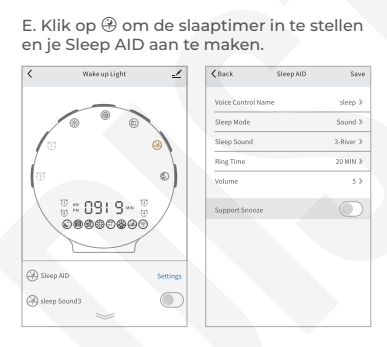 E. Klik op om de slaaptimer in te stellen
en je Sleep AID aan te maken.
Wake up Light
AM
PM
09:19 MIN
Sleep AID Settings
sleep Sound3
Back Sleep AID Save
Voice Control Name sleep
Sleep Mode Sound
Sleep Sound 3-River
Ring Time 20 MIN
Volume 5
Support Snooze